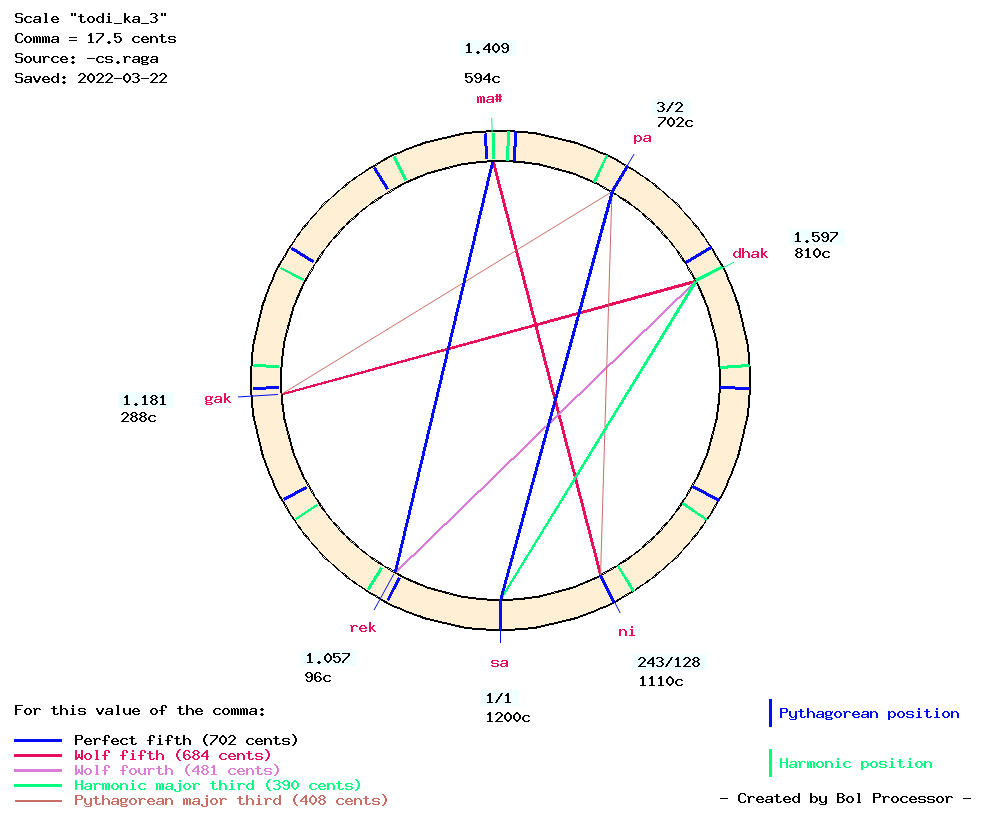 Scale "todi_ka_3"
Comma = 17.5 cents
Source: -cs.raga
Saved: 2022-03-22
1.409
594c
ma#
3/2
702c
pa
1.597
810c
dhak
gak
1.181
288c
rek
1.057
96c
sa
1/1
1200c
ni
243/128
1110c
For this value of the comma:
Perfect fifth (702 cents)
Wolf fifth (684 cents)
Wolf fourth (481 cents)
Harmonic major third (390 cents)
Pythagorean major third (408 cents)
Pythagorean position
Harmonic position
- Created by Bol Processor -